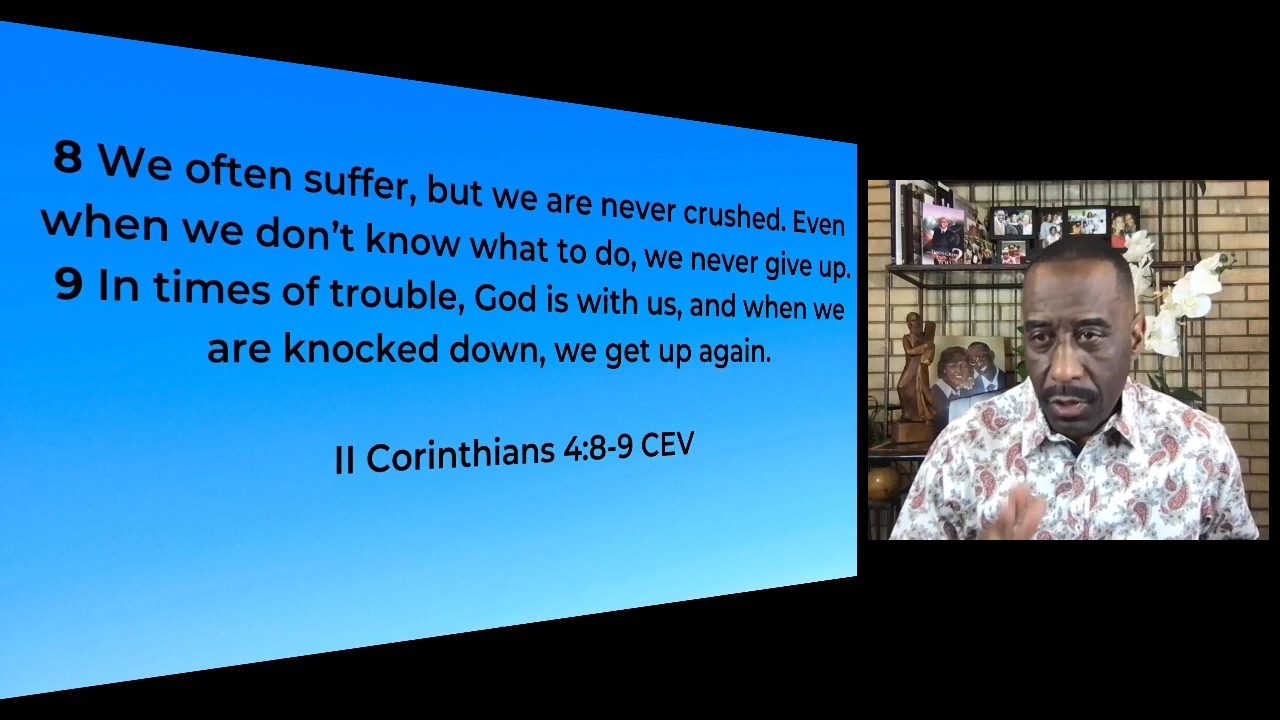 8 We often suffer, but we are never crushed. Even
when we don't know what to do, we never give up.
9 In times of trouble, God is with us, and when we
are knocked down, we get up again.
II Corinthians 4:8-9 CEV